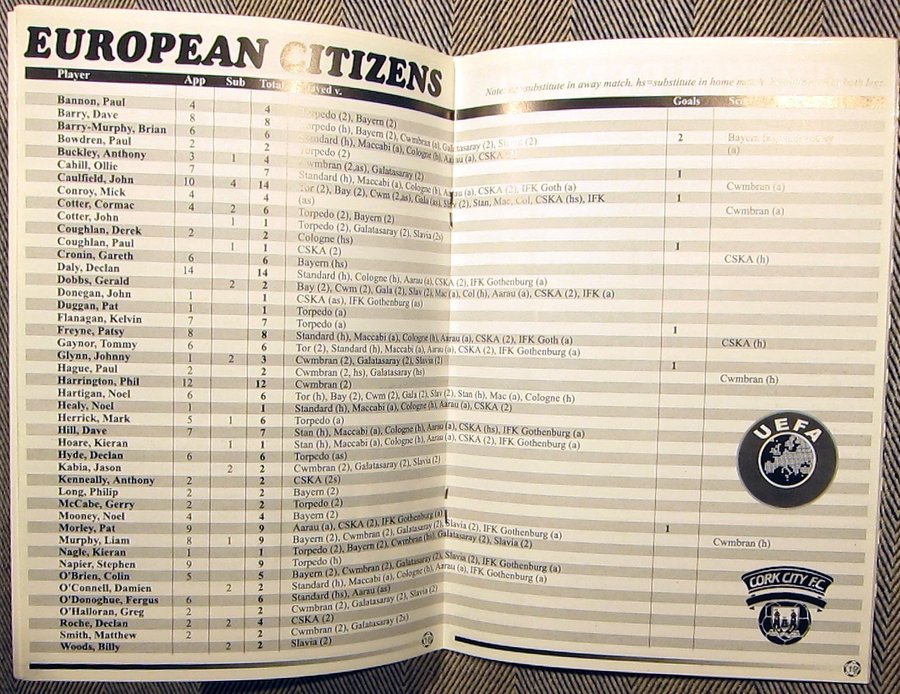 EUROPEAN CITIZENS
Note: as=substitute in away match. hs=substitute in home match.
Player App Sub Total Played v. Goals
Bannon, Paul 4 4 Torpedo (2), Bayern (2)
Barry, Dave 8 8 Torpedo (h), Bayern (2), Cwmbran (a), Galatasaray (2), Slavia (2) 2 Bayern (h), (a)
Barry-Murphy, Brian 6 6 Standard (h), Maccabi (a), Cologne (h), Aarau (a), CSKA (2)
Bowdren, Paul 2 2 Torpedo (2)
Buckley, Anthony 3 1 4 Cwmbran (2,as), Galatasaray (2)
Cahill, Ollie 7 7 Standard (h), Maccabi (a), Cologne (h), Aarau (a), CSKA (2), IFK Goth (a) 1 Cwmbran (a)
Caulfield, John 10 4 14 Tor (2), Bay (2), Cwm (2,as), Gala (as), Slav (2), Stan, Mac, Col, CSKA (hs), IFK (as) 1 Cwmbran (a)
Conroy, Mick 4 4 Torpedo (2), Bayern (2)
Cotter, Cormac 4 2 6 Torpedo (2), Galatasaray (2), Slavia (2s)
Cotter, John 1 1 Cologne (hs)
Coughlan, Derek 2 2 CSKA (2) 1 CSKA (h)
Coughlan, Paul 1 1 Bayern (hs)
Cronin, Gareth 6 6 Standard (h), Cologne (h), Aarau (a), CSKA (2), IFK Gothenburg (a)
Daly, Declan 14 14 Bay (2), Cwm (2), Gala (2), Slav (2), Mac (a), Col (h), Aarau (a), CSKA (2), IFK (a)
Dobbs, Gerald 2 2 CSKA (as), IFK Gothenburg (as)
Donegan, John 1 1 Torpedo (a)
Duggan, Pat 1 1 Torpedo (a)
Flanagan, Kelvin 7 7 Standard (h), Maccabi (a), Cologne (h), Aarau (a), CSKA (2), IFK Goth (a) 1 CSKA (h)
Freyne, Patsy 8 8 Tor (2), Standard (h), Maccabi (a), Aarau (a), CSKA (2), IFK Gothenburg (a)
Gaynor, Tommy 6 6 Cwmbran (2), Galatasaray (2), Slavia (2) 1 Cwmbran (h)
Glynn, Johnny 1 2 3 Cwmbran (2, hs), Galatasaray (hs)
Hague, Paul 2 2 Cwmbran (2)
Harrington, Phil 12 12 Tor (h), Bay (2), Cwm (2), Gala (2), Slav (2), Stan (h), Mac (a), Cologne (h)
Hartigan, Noel 6 6 Standard (h), Maccabi (a), Cologne (h), Aarau (a), CSKA (2)
Healy, Noel 1 1 Torpedo (a)
Herrick, Mark 5 1 6 Stan (h), Maccabi (a), Cologne (h), Aarau (a), CSKA (hs), IFK Gothenburg (a)
Hill, Dave 7 7 Stan (h), Maccabi (a), Cologne (h), Aarau (a), CSKA (2), IFK Gothenburg (a)
Hoare, Kieran 1 1 Torpedo (as)
Hyde, Declan 6 6 Cwmbran (2), Galatasaray (2), Slavia (2)
Kabia, Jason 2 2 CSKA (2s)
Kenneally, Anthony 2 2 Bayern (2)
Long, Philip 2 2 Torpedo (2)
McCabe, Gerry 2 2 Bayern (2)
Mooney, Noel 4 4 Aarau (a), CSKA (2), IFK Gothenburg (a)
Morley, Pat 9 9 Bayern (2), Cwmbran (2), Galatasaray (2), Slavia (2), IFK Gothenburg (a) 1 Cwmbran (h)
Murphy, Liam 8 1 9 Torpedo (2), Bayern (2), Cwmbran (hs), Galatasaray (2), Slavia (2)
Nagle, Kieran 1 1 Torpedo (h)
Napier, Stephen 9 9 Bayern (2), Cwmbran (2), Galatasaray (2), Slavia (2), IFK Gothenburg (a)
O'Brien, Colin 5 5 Standard (h), Maccabi (a), Cologne (h), Aarau (a), IFK Gothenburg (a)
O'Connell, Damien 2 2 Standard (hs), Aarau (as)
O'Donoghue, Fergus 6 6 Cwmbran (2), Galatasaray (2), Slavia (2)
O'Halloran, Greg 2 2 CSKA (2)
Roche, Declan 2 2 4 Cwmbran (2), Galatasaray (2s)
Smith, Matthew 2 2 Slavia (2)
Woods, Billy 2 2
UEFA
CORK CITY F.C.